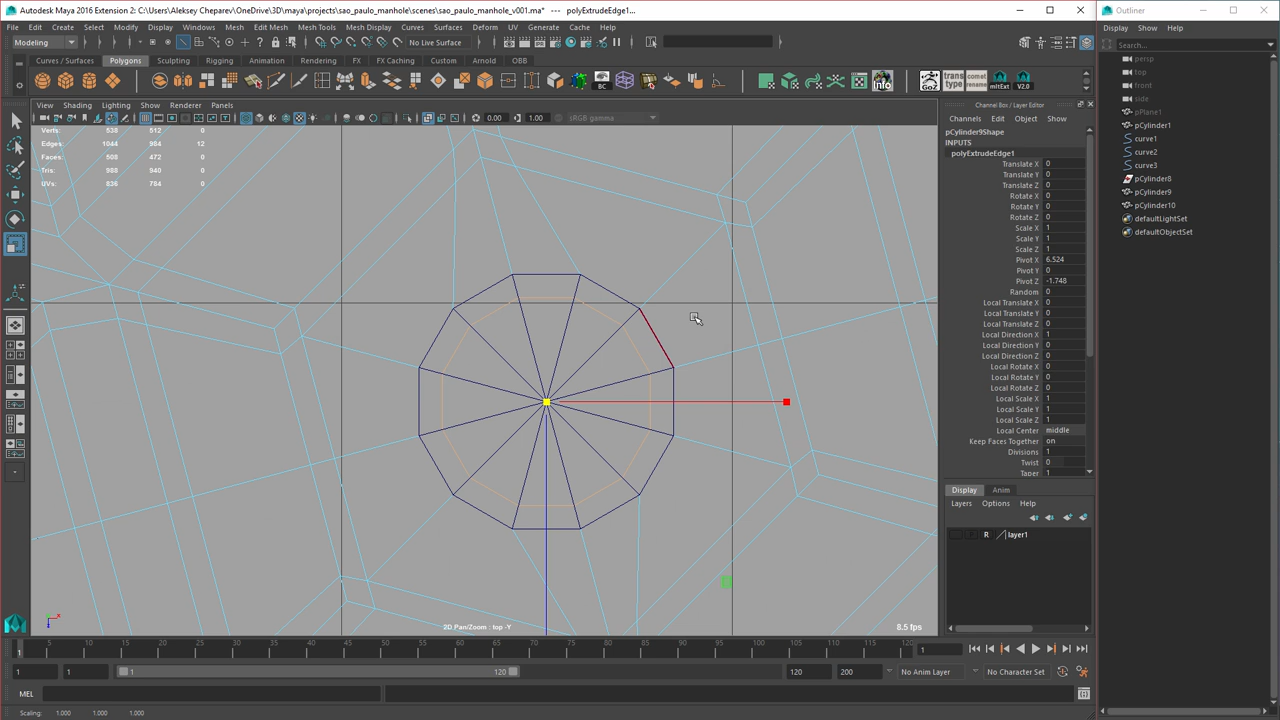 Autodesk Maya 2016 Extension 2: C:\Users\Aleksey Cheparev\OneDrive\3D\maya\projects\sao_paulo_manhole\scenes\sao_paulo_manhole_v001.ma* --- polyExtrudeEdge1...
Outliner
File Edit Create Select Modify Display Windows Mesh Edit Mesh Mesh Tools Mesh Display Curves Surfaces Deform UV Generate Cache Help
Display Show Help
Modeling
No Live Surface
Search...
Curves / Surfaces Polygons Sculpting Rigging Animation Rendering FX FX Caching Custom Arnold OBB
BC
Info
GoZ
trans type
comet rename
mlExt
V2.0
View Shading Lighting Show Renderer Panels
0.00 1.00 sRGB gamma
Verts: 538 512 0
Edges: 1044 984 12
Faces: 508 472 0
Tris: 988 940 0
UVs: 836 784 0
3D Pan/Zoom : top -Y
8.5 fps
Channel Box / Layer Editor
Channels Edit Object Show
pCylinder9Shape
INPUTS
polyExtrudeEdge1
Translate X 0
Translate Y 0
Translate Z 0
Rotate X 0
Rotate Y 0
Rotate Z 0
Scale X 1
Scale Y 1
Scale Z 1
Pivot X 6.524
Pivot Y 0
Pivot Z -1.748
Random 0
Local Translate X 0
Local Translate Y 0
Local Translate Z 0
Local Direction X 1
Local Direction Y 0
Local Direction Z 0
Local Rotate X 0
Local Rotate Y 0
Local Rotate Z 0
Local Scale X 1
Local Scale Y 1
Local Scale Z 1
Local Center middle
Keep Faces Together on
Divisions 1
Twist 0
Taper 1
Display Anim
Layers Options Help
R layer1
persp
top
front
side
pPlane1
pCylinder1
curve1
curve2
curve3
pCylinder8
pCylinder9
pCylinder10
defaultLightSet
defaultObjectSet
1 5 10 15 20 25 30 35 40 45 50 55 60 65 70 75 80 85 90 95 100 105 110 115 120
1
1 1 1 120 120 200 No Anim Layer No Character Set
MEL
Scaling: 1.000 1.000 1.000